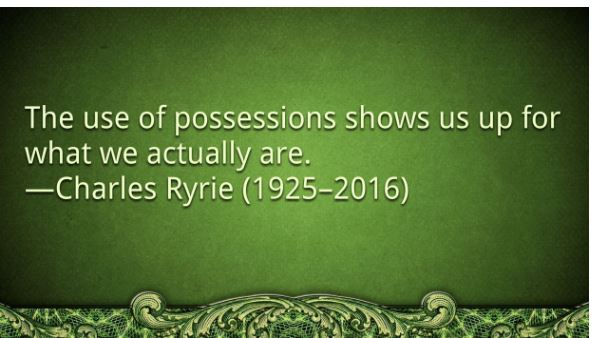 The use of possessions shows us up for
what we actually are.
—Charles Ryrie (1925–2016)